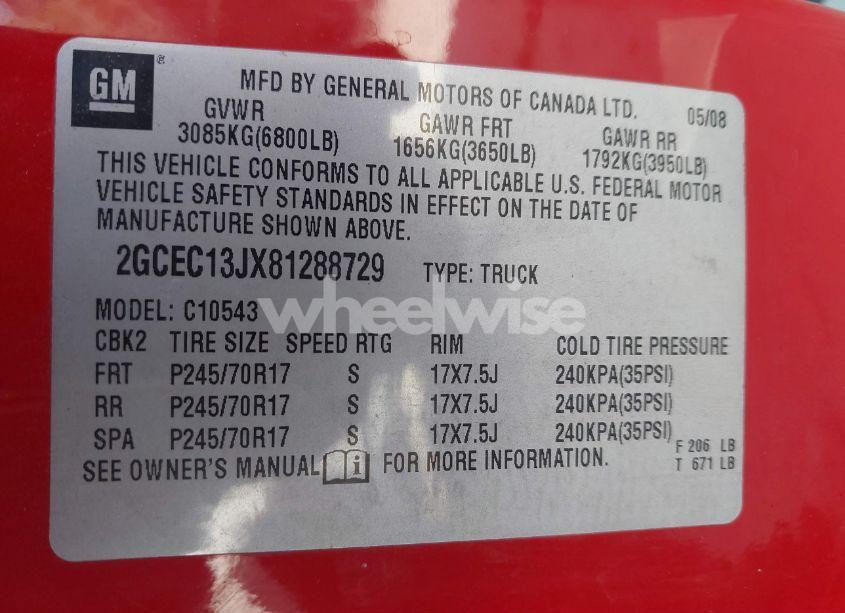 GM ®
MFD BY GENERAL MOTORS OF CANADA LTD. 05/08
GVWR GAWR FRT GAWR RR
3085KG(6800LB) 1656KG(3650LB) 1792KG(3950LB)
THIS VEHICLE CONFORMS TO ALL APPLICABLE U.S. FEDERAL MOTOR
VEHICLE SAFETY STANDARDS IN EFFECT ON THE DATE OF
MANUFACTURE SHOWN ABOVE.
2GCEC13JX81288729 TYPE: TRUCK
wheelwise
MODEL: C10543
CBK2 TIRE SIZE SPEED RTG RIM COLD TIRE PRESSURE
FRT P245/70R17 S 17X7.5J 240KPA(35PSI)
RR P245/70R17 S 17X7.5J 240KPA(35PSI)
SPA P245/70R17 S 17X7.5J 240KPA(35PSI)
F 206 LB
T 671 LB
SEE OWNER'S MANUAL i FOR MORE INFORMATION.